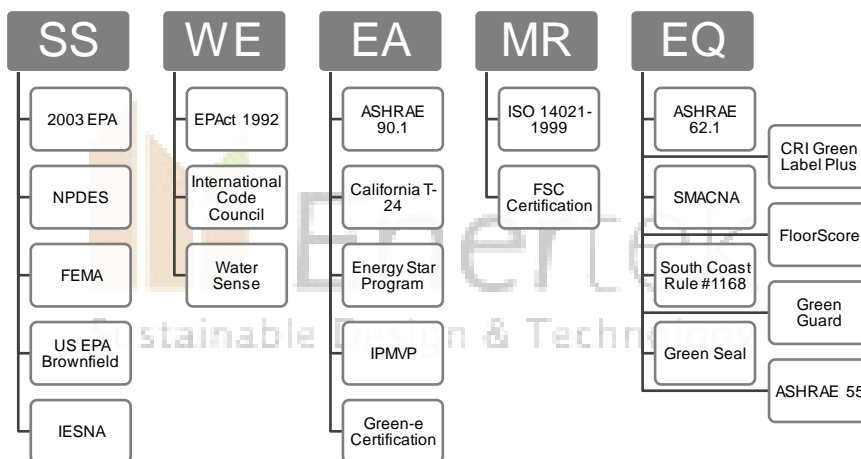 SS
2003 EPA
NPDES
FEMA
US EPA
Brownfield
IESNA
WE
EPAct 1992
International
Code
Council
Water
Sense
EA
ASHRAE
90.1
California T-
24
Energy Star
Program
IPMVP
Green-e
Certification
MR
ISO 14021-
1999
FSC
Certification
EQ
ASHRAE
62.1
CRI Green
Label Plus
SMACNA
FloorScore
South Coast
Rule #1168
Green
Guard
Green Seal
ASHRAE 55
Enertek
Sustainable Design & Technology